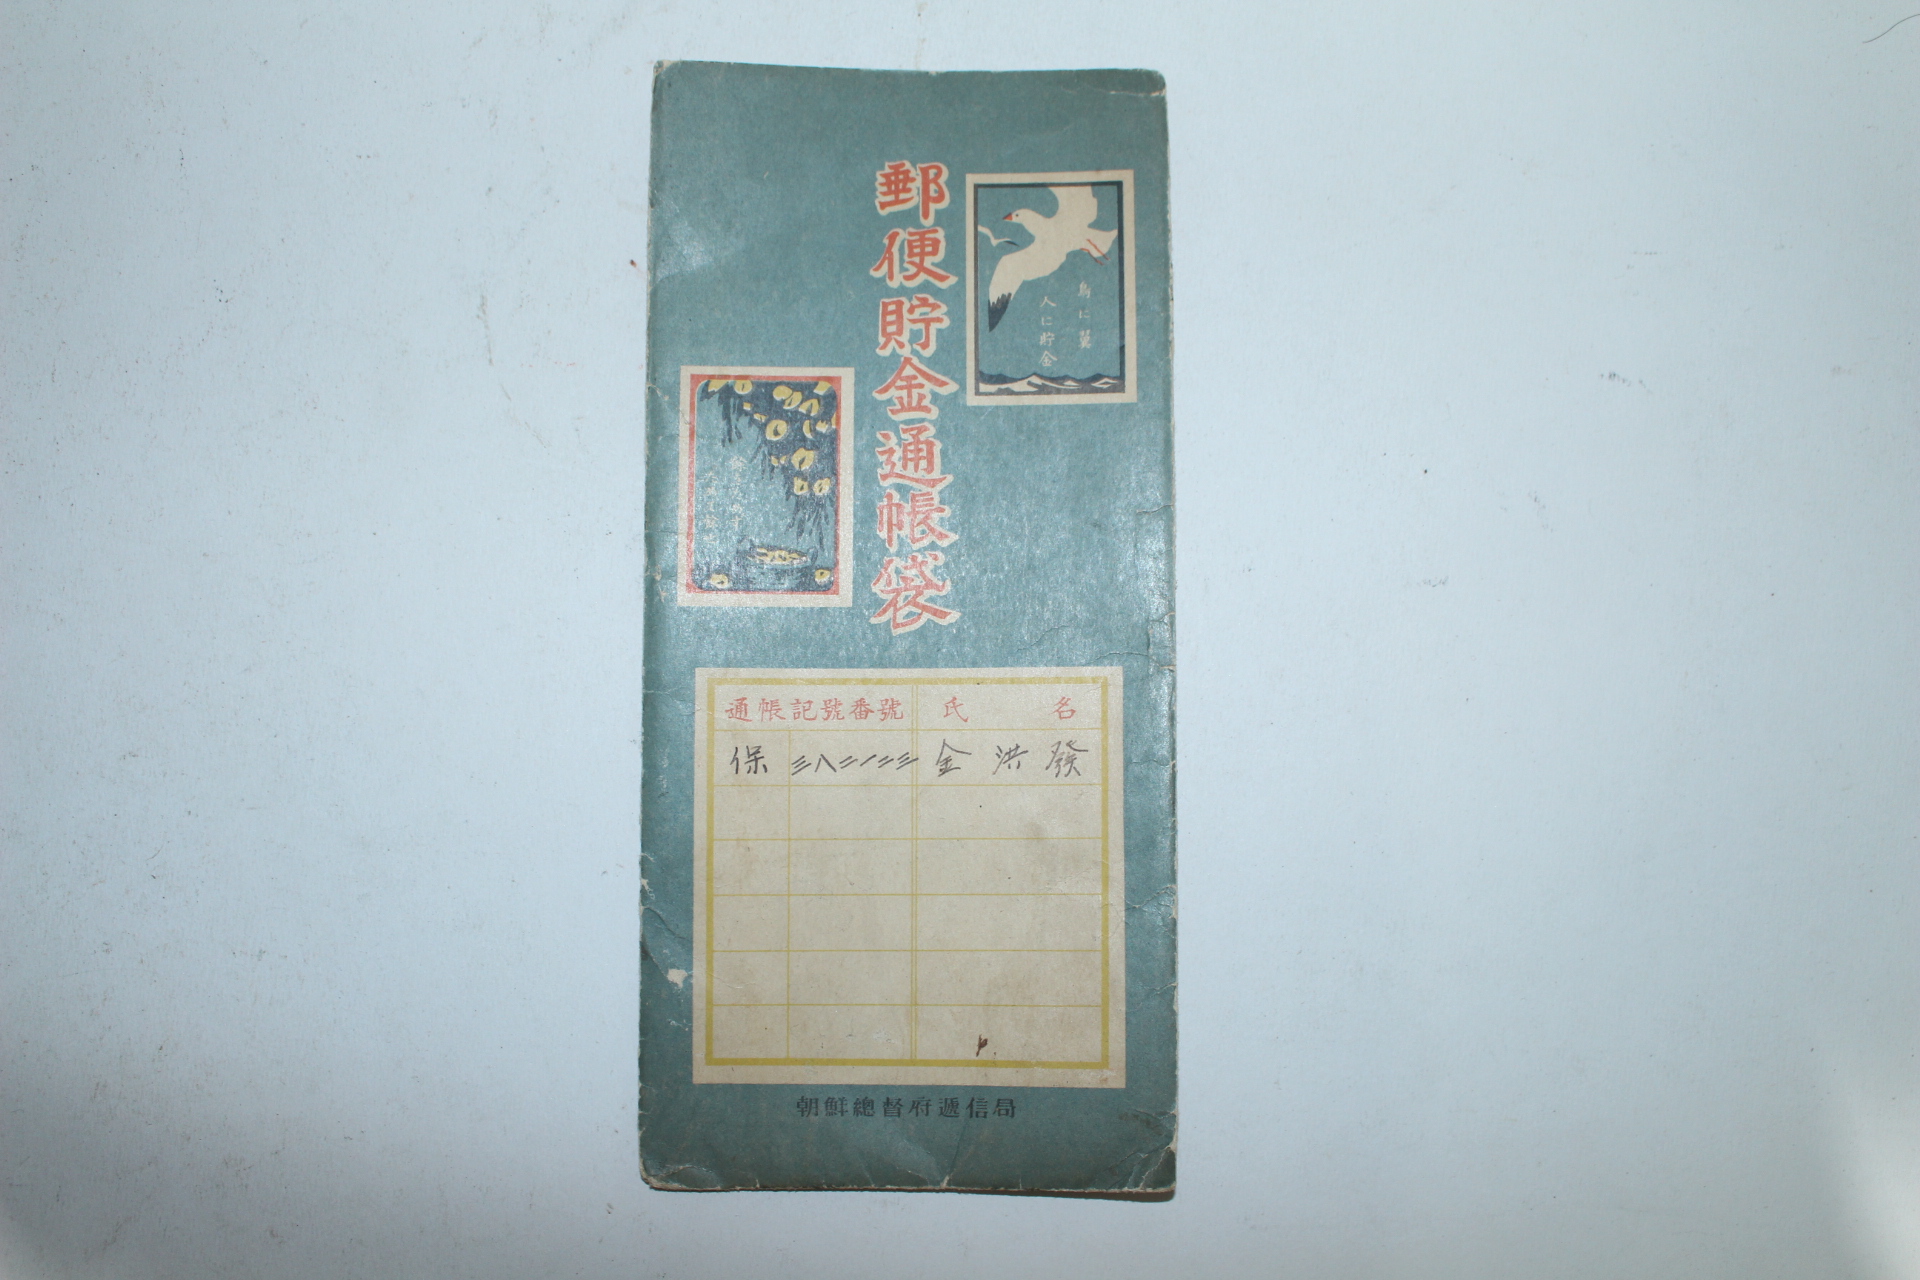 郵便貯金通帳袋
鳥に翼
人に貯金
通帳記號番號 氏名
保 三八二一二三 金洪發
朝鮮總督府遞信局